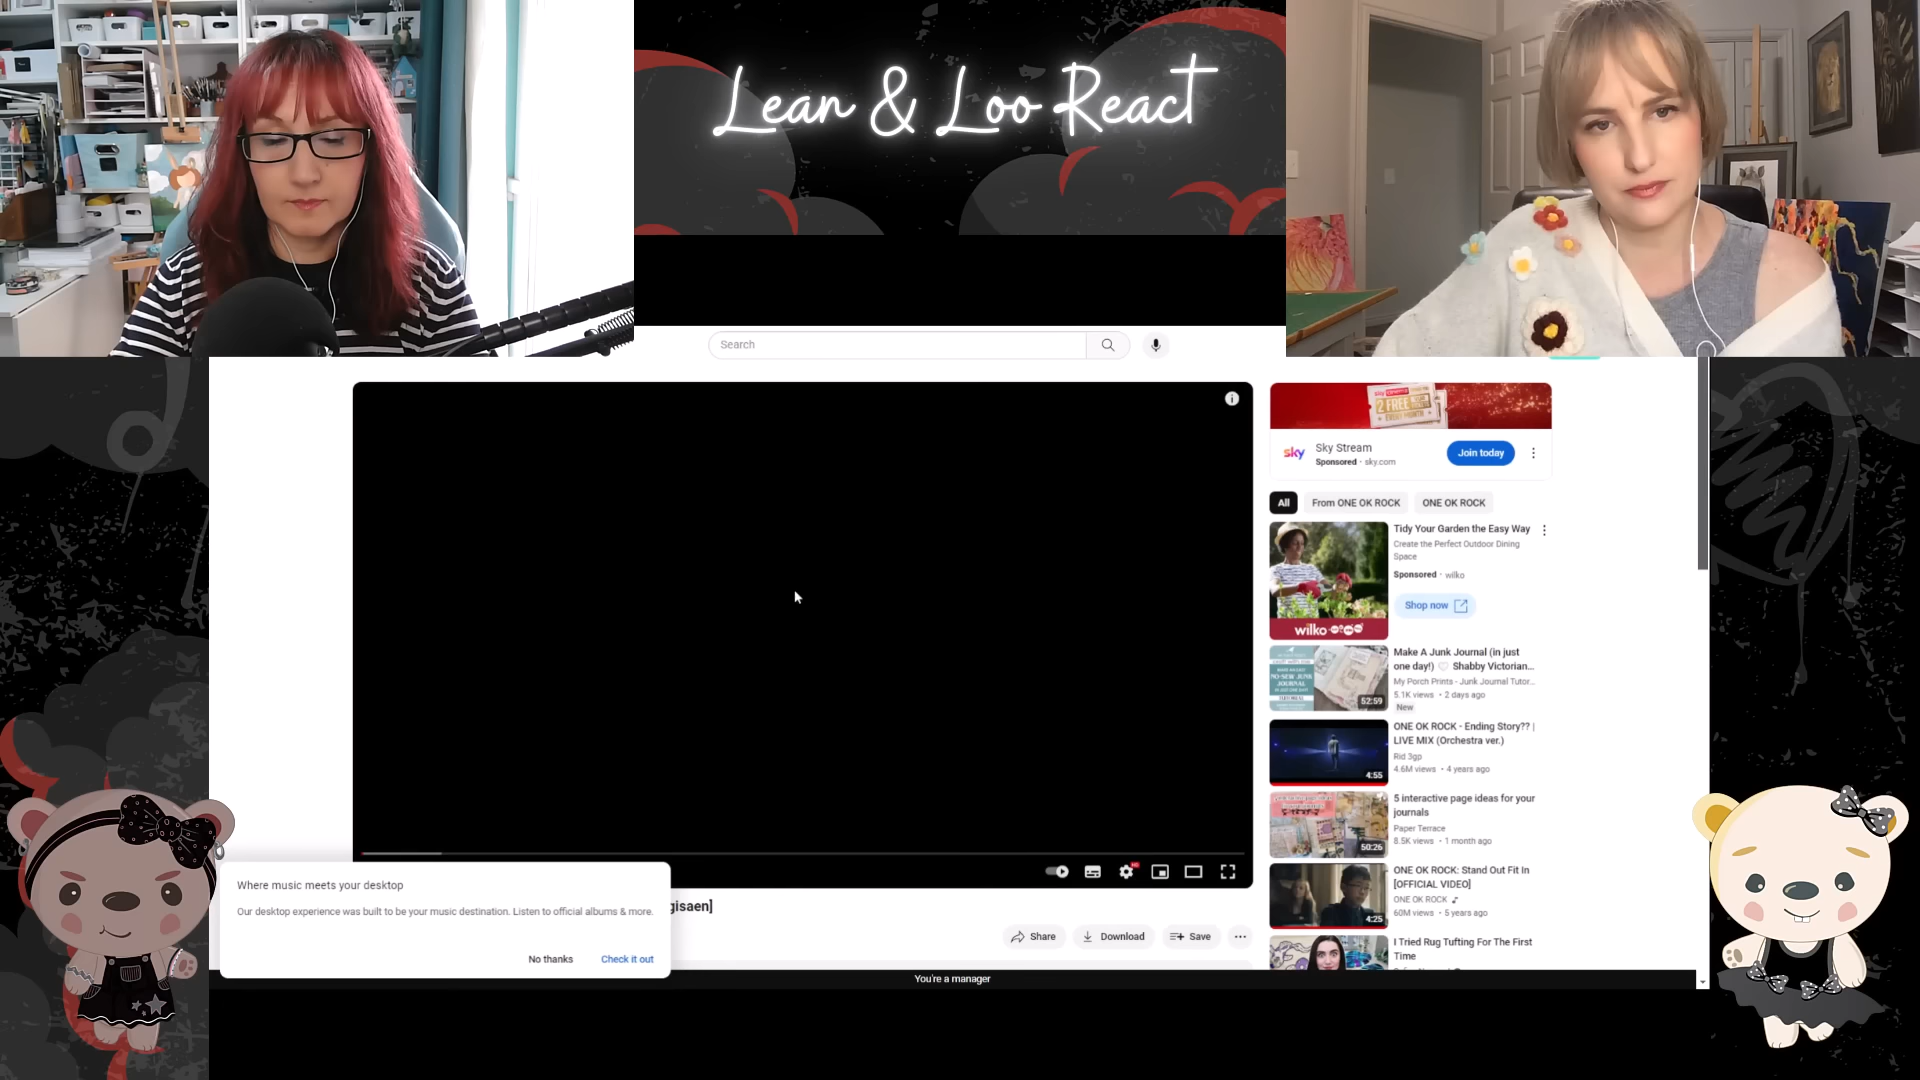 Lean & Loo React
Search
2 FREE
Sky Stream
Sponsored · sky.com
sky
Join today
All
From ONE OK ROCK
ONE OK ROCK
Tidy Your Garden the Easy Way
Create the Perfect Outdoor Dining
Space
Sponsored · wilko
Shop now
wilko
Make A Junk Journal (in just
one day!) ♡ Shabby Victorian...
My Porch Prints - Junk Journal Tutor...
5.1K views • 2 days ago
New
NO-SEW JUNK
JOURNAL
52:59
ONE OK ROCK - Ending Story?? |
LIVE MIX (Orchestra ver.)
Rid 3gp
4.6M views • 4 years ago
4:55
5 interactive page ideas for your
journals
Paper Terrace
8.5K views • 1 month ago
50:26
ONE OK ROCK: Stand Out Fit In
[OFFICIAL VIDEO]
ONE OK ROCK
60M views • 5 years ago
4:25
I Tried Rug Tufting For The First
Time
Where music meets your desktop
Our desktop experience was built to be your music destination. Listen to official albums & more.
No thanks
Check it out
gisaen]
Share
Download
Save
You're a manager